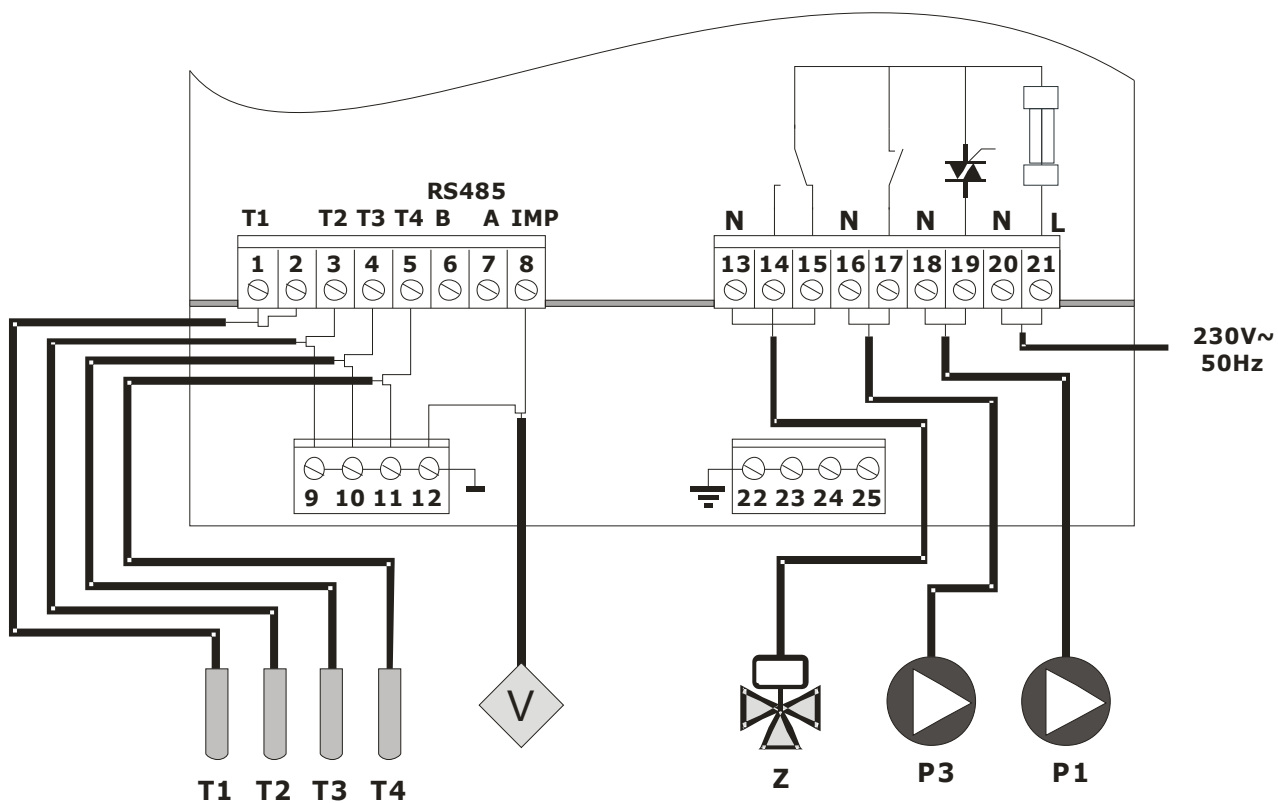 RS485
T1 T2 T3 T4 B A IMP
N N N N L
1 2 3 4 5 6 7 8
13 14 15 16 17 18 19 20 21
230V~
50Hz
9 10 11 12
22 23 24 25
V
T1 T2 T3 T4
Z
P3 P1